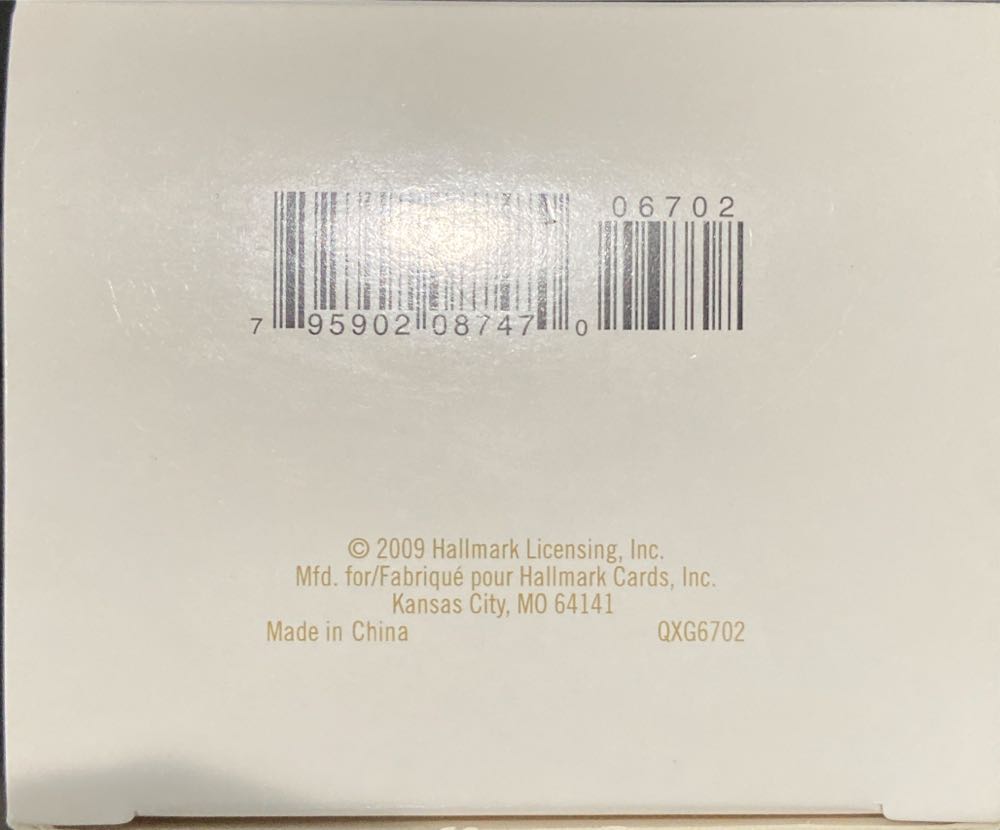 06702
7 95902 08747 0
© 2009 Hallmark Licensing, Inc.
Mfd. for/Fabriqué pour Hallmark Cards, Inc.
Kansas City, MO 64141
Made in China QXG6702